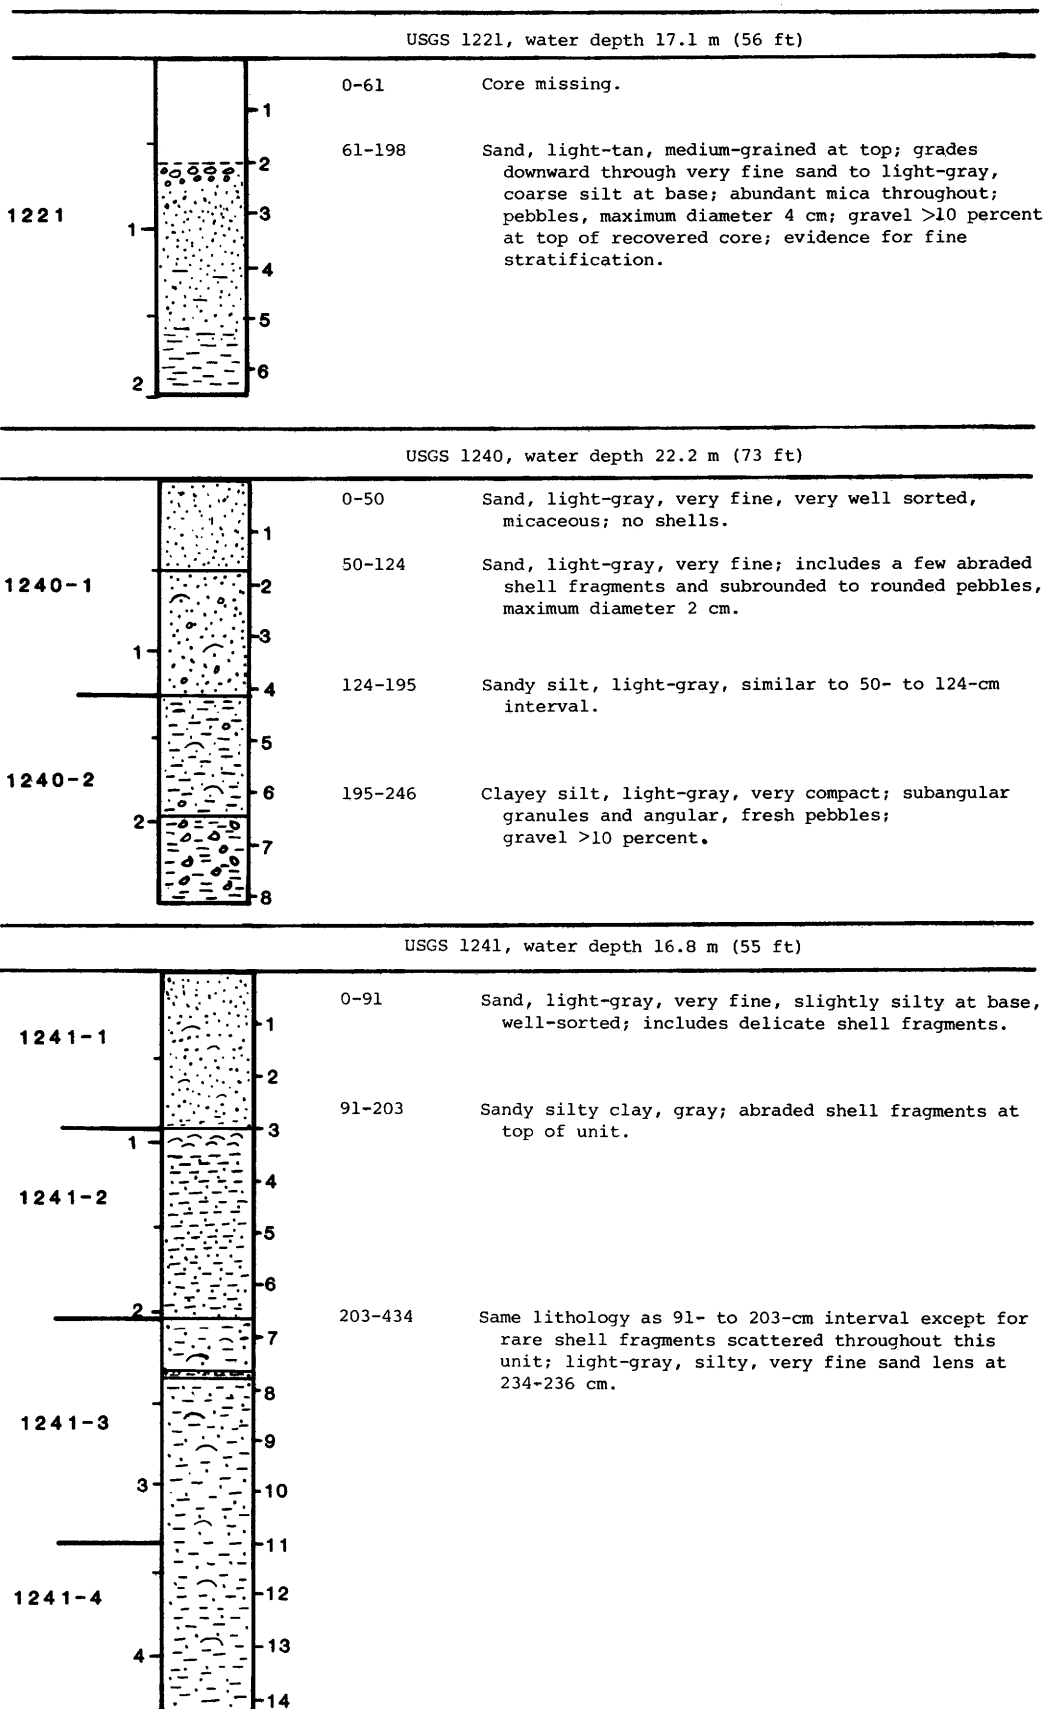 USGS 1221, water depth 17.1 m (56 ft)
1221
1
2
1
2
3
4
5
6
0-61 Core missing.
61-198 Sand, light-tan, medium-grained at top; grades
downward through very fine sand to light-gray,
coarse silt at base; abundant mica throughout;
pebbles, maximum diameter 4 cm; gravel >10 percent
at top of recovered core; evidence for fine
stratification.
USGS 1240, water depth 22.2 m (73 ft)
1240-1
1240-2
1
2
1
2
3
4
5
6
7
8
0-50 Sand, light-gray, very fine, very well sorted,
micaceous; no shells.
50-124 Sand, light-gray, very fine; includes a few abraded
shell fragments and subrounded to rounded pebbles,
maximum diameter 2 cm.
124-195 Sandy silt, light-gray, similar to 50- to 124-cm
interval.
195-246 Clayey silt, light-gray, very compact; subangular
granules and angular, fresh pebbles;
gravel >10 percent.
USGS 1241, water depth 16.8 m (55 ft)
1241-1
1241-2
1241-3
1241-4
1
2
3
4
1
2
3
4
5
6
7
8
9
10
11
12
13
14
0-91 Sand, light-gray, very fine, slightly silty at base,
well-sorted; includes delicate shell fragments.
91-203 Sandy silty clay, gray; abraded shell fragments at
top of unit.
203-434 Same lithology as 91- to 203-cm interval except for
rare shell fragments scattered throughout this
unit; light-gray, silty, very fine sand lens at
234-236 cm.